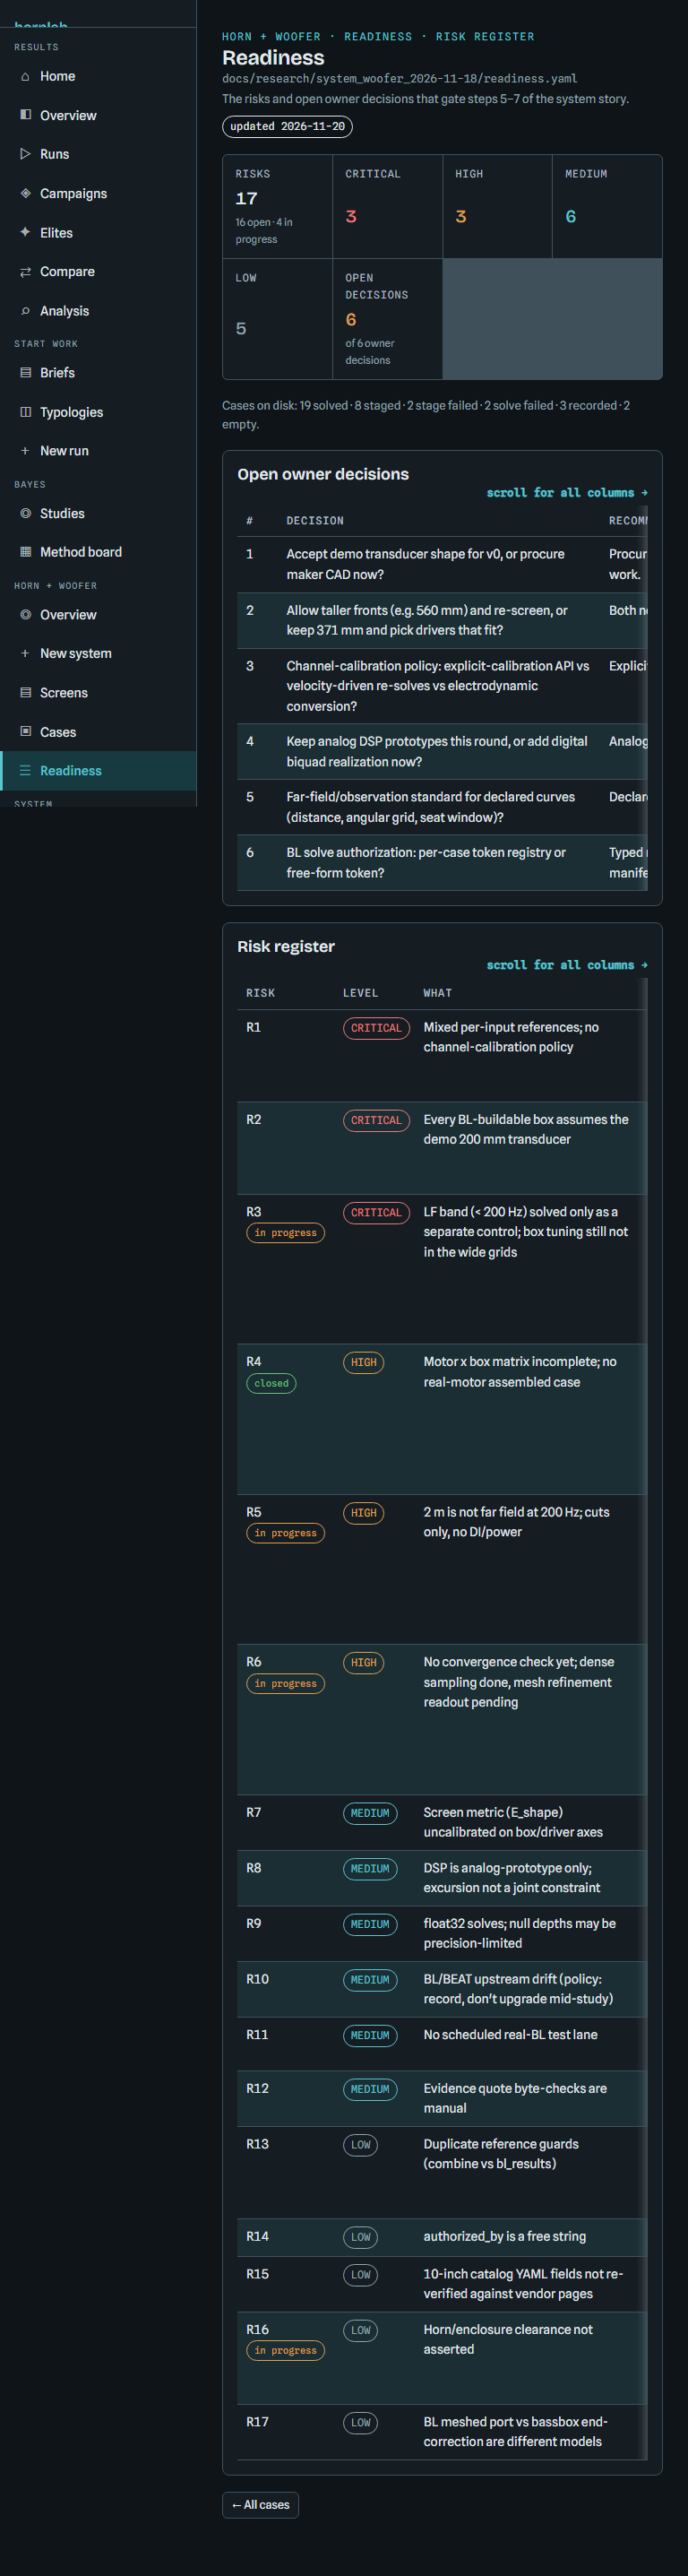 RESULTS
Home
Overview
Runs
Campaigns
Elites
Compare
Analysis
START WORK
Briefs
Typologies
New run
BAYES
Studies
Method board
HORN + WOOFER
Overview
New system
Screens
Cases
Readiness
SYSTEM
HORN + WOOFER · READINESS · RISK REGISTER
Readiness
docs/research/system_woofer_2026-11-18/readiness.yaml
The risks and open owner decisions that gate steps 5–7 of the system story.
updated 2026-11-20
RISKS
17
16 open · 4 in
progress
CRITICAL
3
HIGH
3
MEDIUM
6
LOW
5
OPEN
DECISIONS
6
of 6 owner
decisions
Cases on disk: 19 solved · 8 staged · 2 stage failed · 2 solve failed · 3 recorded · 2
empty.
Open owner decisions
scroll for all columns →
# DECISION
1 Accept demo transducer shape for v0, or procure
maker CAD now?
work.
2 Allow taller fronts (e.g. 560 mm) and re-screen, or Both
keep 371 mm and pick drivers that fit?
3 Channel-calibration policy: explicit-calibration API vs
velocity-driven re-solves vs electrodynamic
conversion?
4 Keep analog DSP prototypes this round, or add digital Analog
biquad realization now?
5 Far-field/observation standard for declared curves
(distance, angular grid, seat window)?
6 BL solve authorization: per-case token registry or Typed
free-form token?
Risk register
scroll for all columns →
RISK LEVEL WHAT
R1 CRITICAL Mixed per-input references; no
channel-calibration policy
R2 CRITICAL Every BL-buildable box assumes the
demo 200 mm transducer
R3 CRITICAL LF band (< 200 Hz) solved only as a
in progress separate control; box tuning still not
in the wide grids
R4 HIGH Motor x box matrix incomplete; no
closed real-motor assembled case
R5 HIGH 2 m is not far field at 200 Hz; cuts
in progress only, no DI/power
R6 HIGH No convergence check yet; dense
in progress sampling done, mesh refinement
readout pending
R7 MEDIUM Screen metric (E_shape)
uncalibrated on box/driver axes
R8 MEDIUM DSP is analog-prototype only;
excursion not a joint constraint
R9 MEDIUM float32 solves; null depths may be
precision-limited
R10 MEDIUM BL/BEAT upstream drift (policy:
record, don't upgrade mid-study)
R11 MEDIUM No scheduled real-BL test lane
R12 MEDIUM Evidence quote byte-checks are
manual
R13 LOW Duplicate reference guards
(combine vs bl_results)
R14 LOW authorized_by is a free string
R15 LOW 10-inch catalog YAML fields not re-
verified against vendor pages
R16 LOW Horn/enclosure clearance not
in progress asserted
R17 LOW BL meshed port vs bassbox end-
correction are different models
← All cases